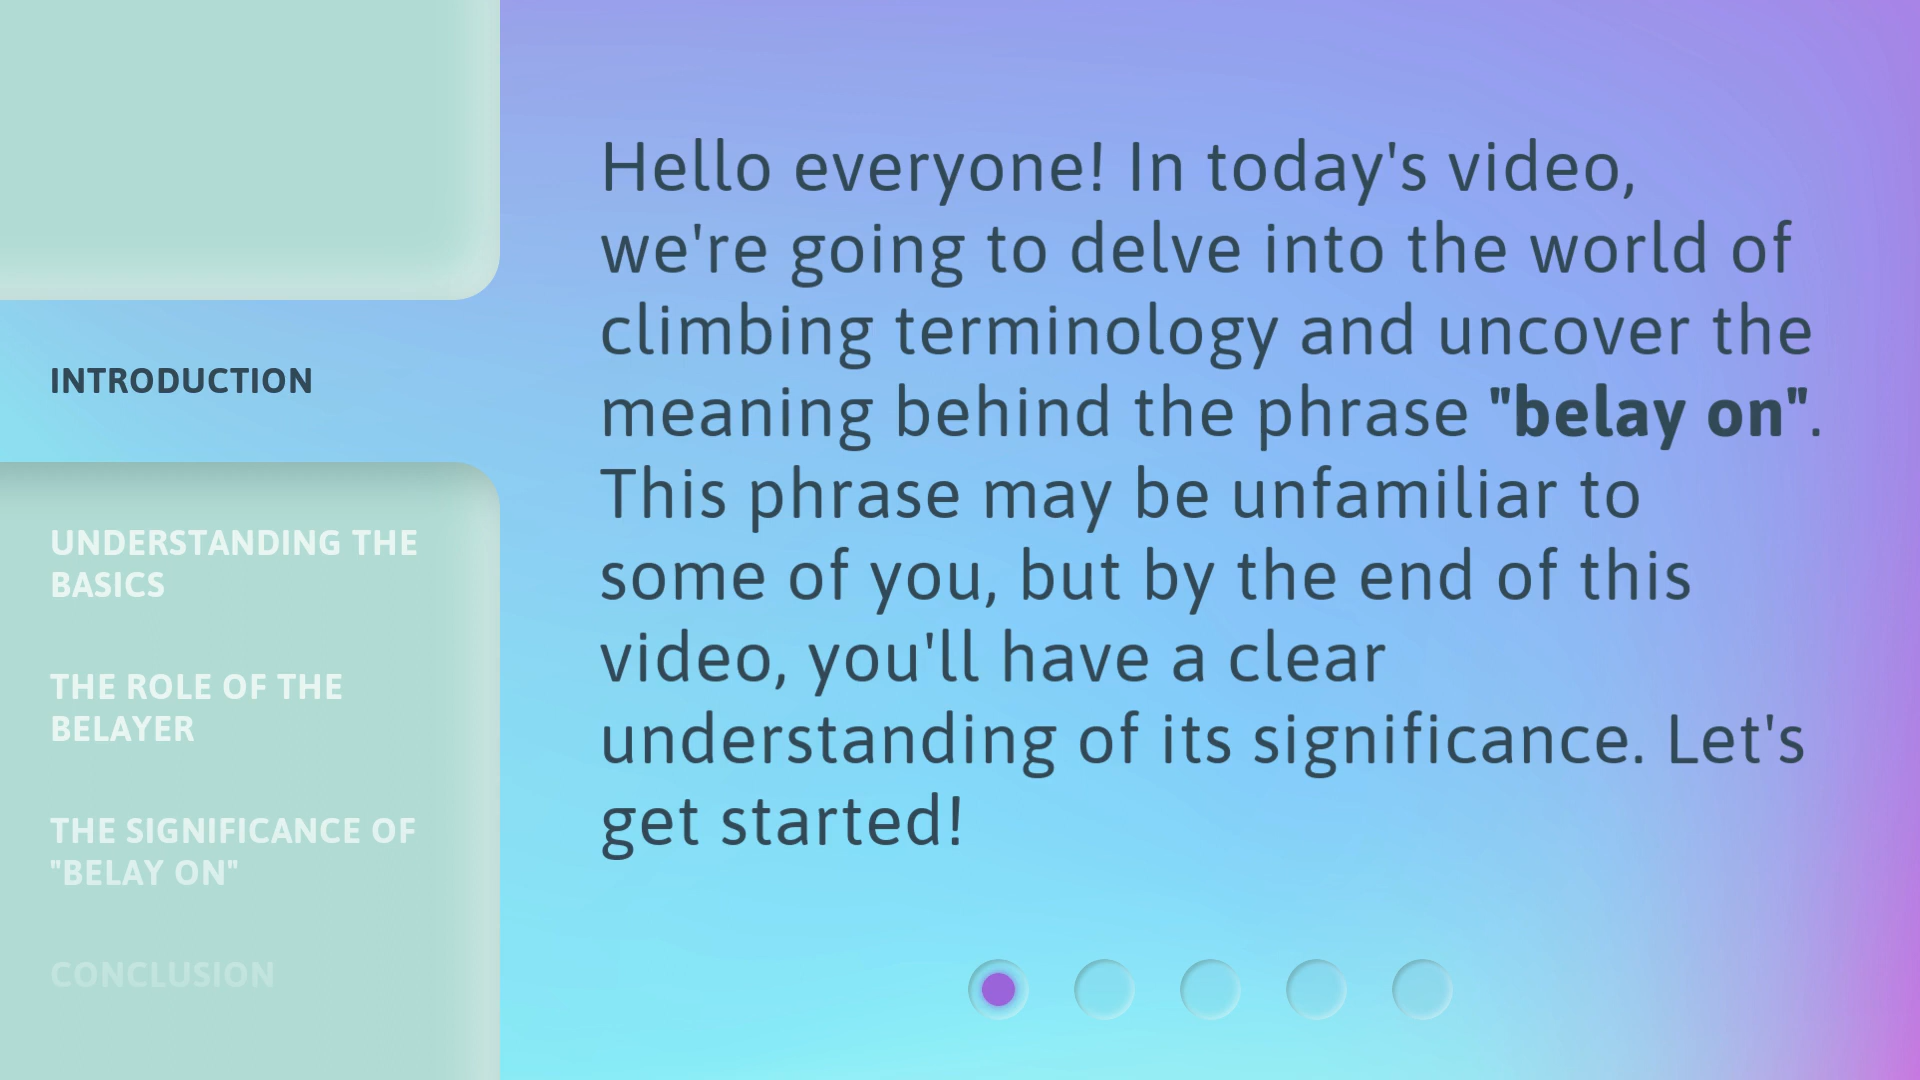 INTRODUCTION
UNDERSTANDING THE
BASICS
THE ROLE OF THE
BELAYER
THE SIGNIFICANCE OF
"BELAY ON"
CONCLUSION
Hello everyone! In today's video,
we're going to delve into the world of
climbing terminology and uncover the
meaning behind the phrase "belay on".
This phrase may be unfamiliar to
some of you, but by the end of this
video, you'll have a clear
understanding of its significance. Let's
get started!